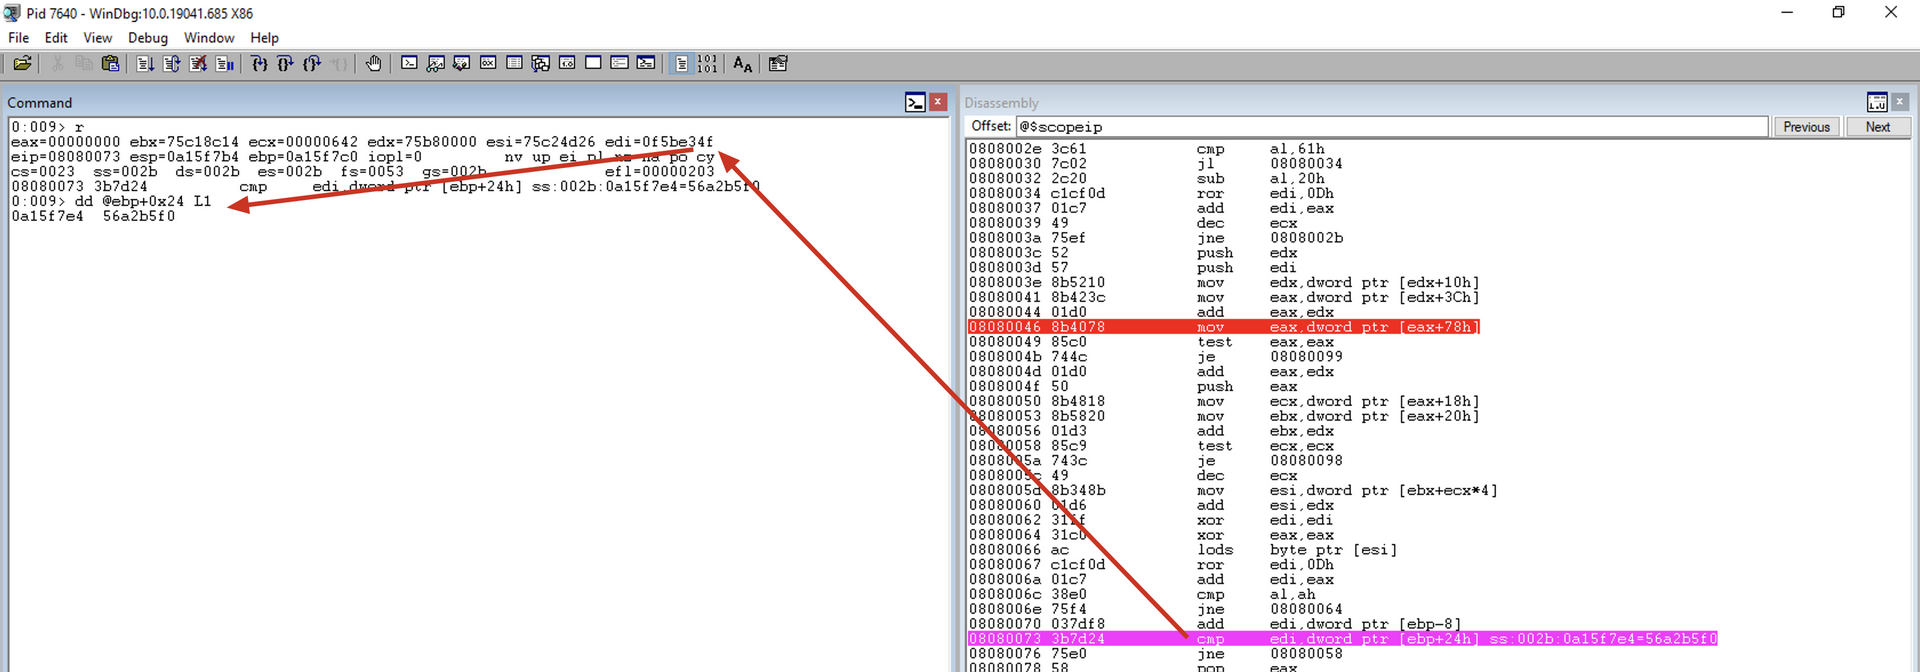 Pid 7640 - WinDbg:10.0.19041.685 X86
File Edit View Debug Window Help
Command
0:009> r
eax=00000000 ebx=75c18c14 ecx=00000642 edx=75b80000 esi=75c24d26 edi=0f5be34f
eip=08080073 esp=0a15f7b4 ebp=0a15f7c0 iopl=0 nv up ei pl nz na po cy
cs=0023 ss=002b ds=002b es=002b fs=0053 gs=002b efl=00000203
08080073 3b7d24 cmp edi,dword ptr [ebp+24h] ss:002b:0a15f7e4=56a2b5f0
0:009> dd @ebp+0x24 L1
0a15f7e4 56a2b5f0
Disassembly
Offset: @$scopeip Previous Next
0808002e 3c61 cmp al,61h
08080030 7c02 jl 08080034
08080032 2c20 sub al,20h
08080034 c1cf0d ror edi,0Dh
08080037 01c7 add edi,eax
08080039 49 dec ecx
0808003a 75ef jne 0808002b
0808003c 52 push edx
0808003d 57 push edi
0808003e 8b5210 mov edx,dword ptr [edx+10h]
08080041 8b423c mov eax,dword ptr [edx+3Ch]
08080044 01d0 add eax,edx
08080046 8b4078 mov eax,dword ptr [eax+78h]
08080049 85c0 test eax,eax
0808004b 744c je 08080099
0808004d 01d0 add eax,edx
0808004f 50 push eax
08080050 8b4818 mov ecx,dword ptr [eax+18h]
08080053 8b5820 mov ebx,dword ptr [eax+20h]
08080056 01d3 add ebx,edx
08080058 85c9 test ecx,ecx
0808005a 743c je 08080098
0808005c 49 dec ecx
0808005d 8b348b mov esi,dword ptr [ebx+ecx*4]
08080060 01d6 add esi,edx
08080062 31ff xor edi,edi
08080064 31c0 xor eax,eax
08080066 ac lods byte ptr [esi]
08080067 c1cf0d ror edi,0Dh
0808006a 01c7 add edi,eax
0808006c 38e0 cmp al,ah
0808006e 75f4 jne 08080064
08080070 037df8 add edi,dword ptr [ebp-8]
08080073 3b7d24 cmp edi,dword ptr [ebp+24h] ss:002b:0a15f7e4=56a2b5f0
08080076 75e0 jne 08080058
08080078 58 pop eax